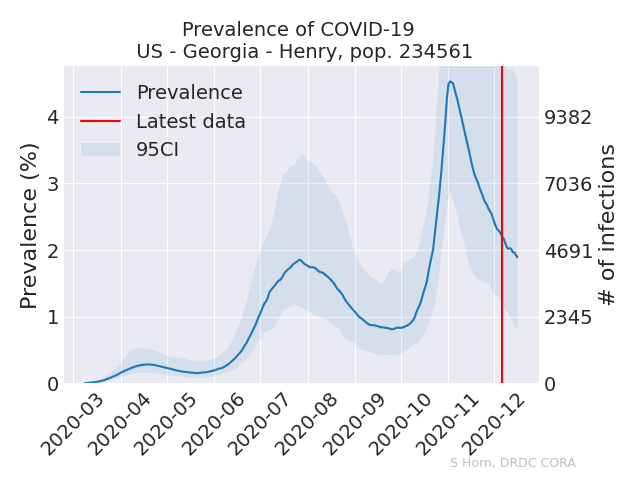 Prevalence of COVID-19
US - Georgia - Henry, pop. 234561
Prevalence
Latest data
95CI
Prevalence (%)
4
3
2
1
0
9382
7036
4691
2345
0
# of infections
2020-03
2020-04
2020-05
2020-06
2020-07
2020-08
2020-09
2020-10
2020-11
2020-12
S Horn, DRDC CORA